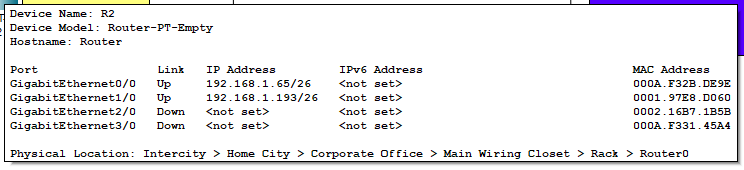 Device Name: R2
Device Model: Router-PT-Empty
Hostname: Router
Port Link IP Address IPv6 Address MAC Address
GigabitEthernet0/0 Up 192.168.1.65/26 <not set> 000A.F32B.DE9E
GigabitEthernet1/0 Up 192.168.1.193/26 <not set> 0001.97E8.D060
GigabitEthernet2/0 Down <not set> <not set> 0002.16B7.1B5B
GigabitEthernet3/0 Down <not set> <not set> 000A.F331.45A4
Physical Location: Intercity > Home City > Corporate Office > Main Wiring Closet > Rack > Router0